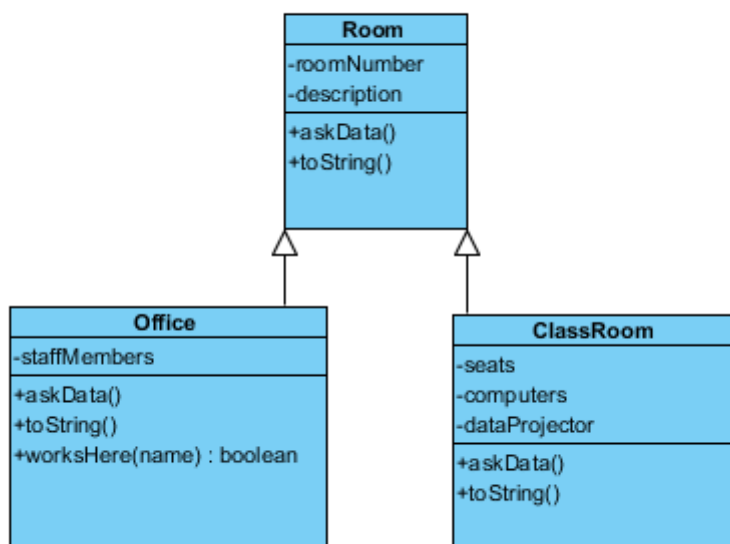 Room
-roomNumber
-description
+askData()
+toString()
Office
-staffMembers
+askData()
+toString()
+worksHere(name) : boolean
ClassRoom
-seats
-computers
-dataProjector
+askData()
+toString()